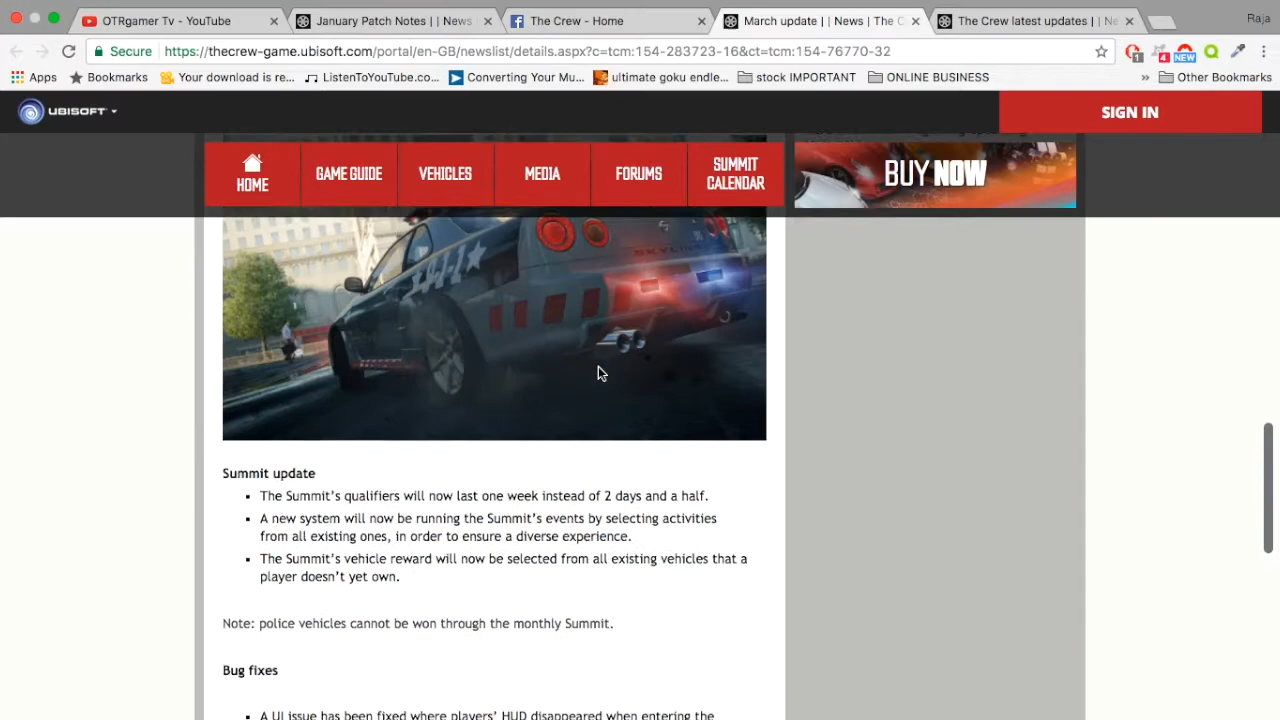 OTRgamer Tv - YouTube
January Patch Notes | | News
The Crew - Home
March update | | News | The C
The Crew latest updates | | Ne
Raja
Secure https://thecrew-game.ubisoft.com/portal/en-GB/newslist/details.aspx?c=tcm:154-283723-16&ct=tcm:154-76770-32
1 4 NEW
Apps Bookmarks Your download is re... ListenToYouTube.co... Converting Your Mu... ultimate goku endle... stock IMPORTANT ONLINE BUSINESS » Other Bookmarks
UBISOFT
SIGN IN
HOME
GAME GUIDE
VEHICLES
MEDIA
FORUMS
SUMMIT
CALENDAR
BUY NOW
SKYLINE
Summit update
▪ The Summit's qualifiers will now last one week instead of 2 days and a half.
▪ A new system will now be running the Summit's events by selecting activities
from all existing ones, in order to ensure a diverse experience.
▪ The Summit's vehicle reward will now be selected from all existing vehicles that a
player doesn't yet own.
Note: police vehicles cannot be won through the monthly Summit.
Bug fixes
▪ A UI issue has been fixed where players' HUD disappeared when entering the